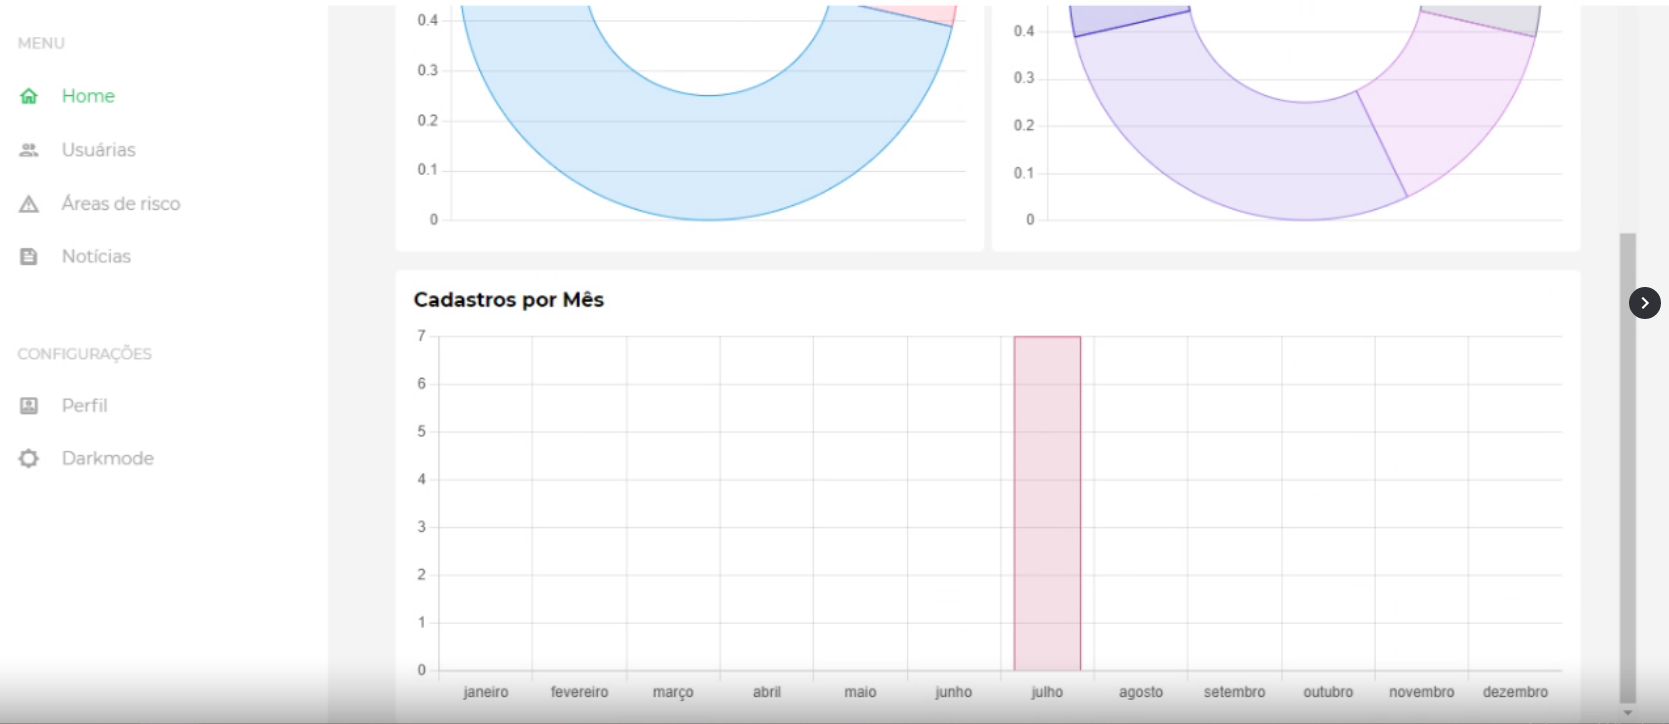 MENU
Home
Usuárias
Áreas de risco
Notícias
CONFIGURAÇÕES
Perfil
Darkmode
0.4
0.3
0.2
0.1
0
0.4
0.3
0.2
0.1
0
Cadastros por Mês
7
6
5
4
3
2
1
0
janeiro fevereiro março abril maio junho julho agosto setembro outubro novembro dezembro